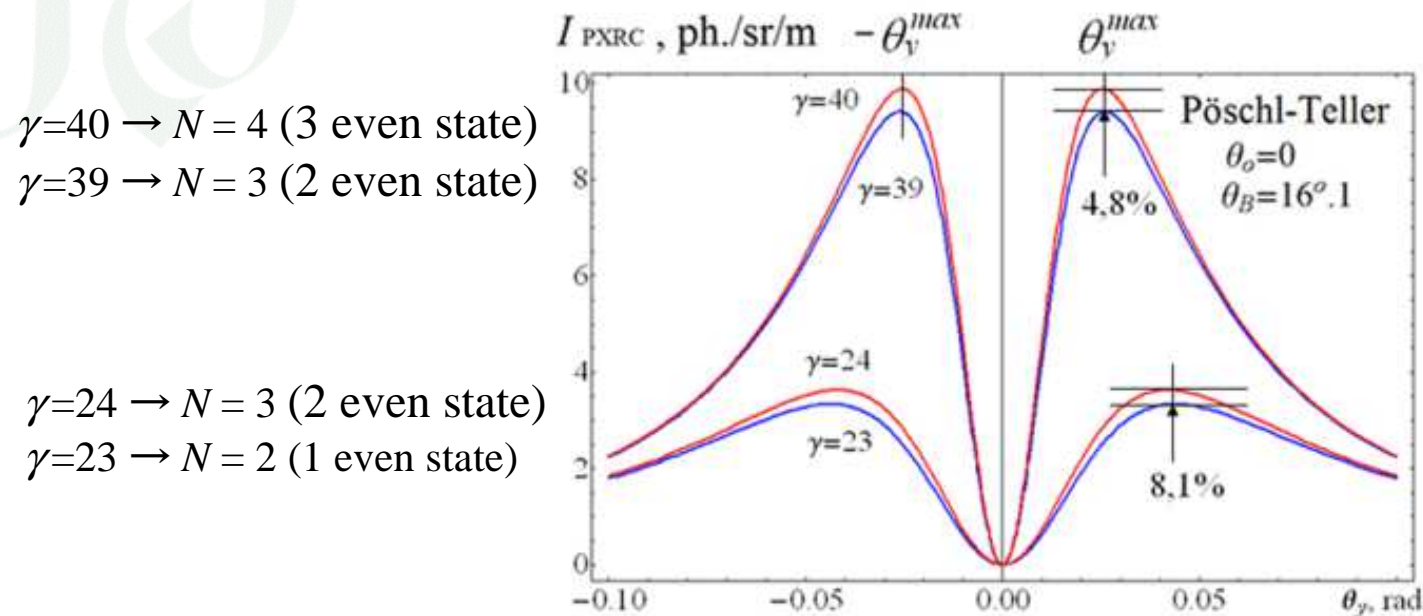 γ=40 → N = 4 (3 even state)
γ=39 → N = 3 (2 even state)
γ=24 → N = 3 (2 even state)
γ=23 → N = 2 (1 even state)
I PXRC , ph./sr/m   −θ_y^max   θ_y^max
10
8
6
4
2
0
γ=40
γ=39
γ=24
γ=23
Pöschl-Teller
θ_o=0
θ_B=16°.1
4,8%
8,1%
−0.10   −0.05   0.00   0.05   θ_y, rad